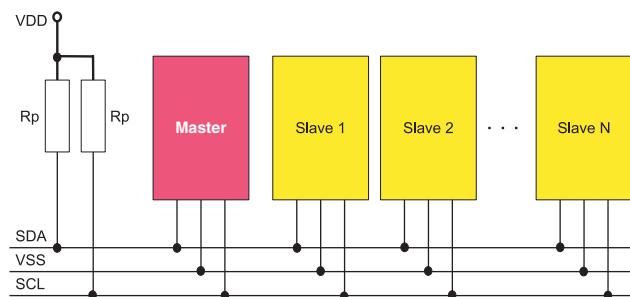 VDD
Rp
Rp
Master
Slave 1
Slave 2
. . .
Slave N
SDA
VSS
SCL